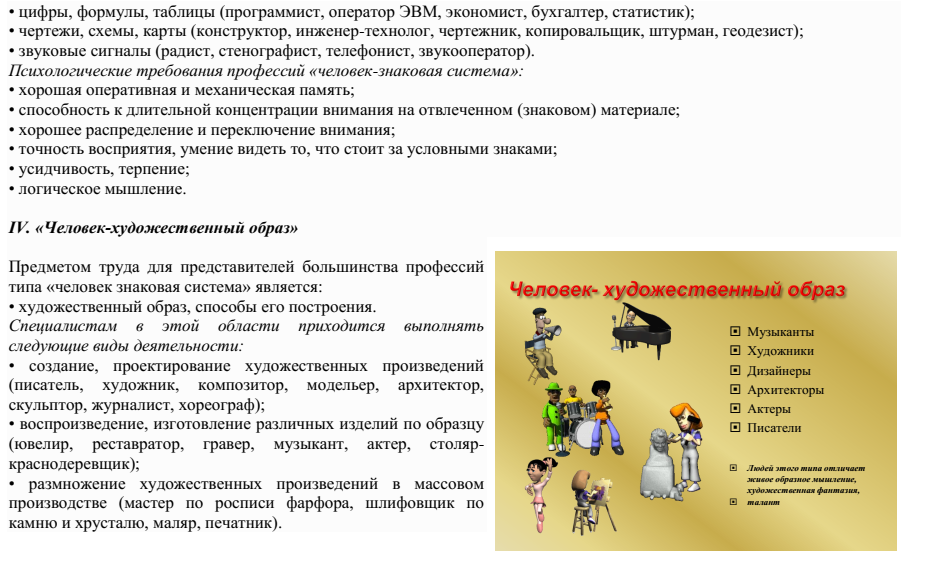 • цифры, формулы, таблицы (программист, оператор ЭВМ, экономист, бухгалтер, статистик);
• чертежи, схемы, карты (конструктор, инженер-технолог, чертежник, копировальщик, штурман, геодезист);
• звуковые сигналы (радист, стенографист, телефонист, звукооператор).
Психологические требования профессий «человек-знаковая система»:
• хорошая оперативная и механическая память;
• способность к длительной концентрации внимания на отвлеченном (знаковом) материале;
• хорошее распределение и переключение внимания;
• точность восприятия, умение видеть то, что стоит за условными знаками;
• усидчивость, терпение;
• логическое мышление.
IV. «Человек-художественный образ»
Предметом труда для представителей большинства профессий
типа «человек знаковая система» является:
• художественный образ, способы его построения.
Специалистам в этой области приходится выполнять
следующие виды деятельности:
• создание, проектирование художественных произведений
(писатель, художник, композитор, модельер, архитектор,
скульптор, журналист, хореограф);
• воспроизведение, изготовление различных изделий по образцу
(ювелир, реставратор, гравер, музыкант, актер, столяр-
краснодеревщик);
• размножение художественных произведений в массовом
производстве (мастер по росписи фарфора, шлифовщик по
камню и хрусталю, маляр, печатник).
Человек- художественный образ
Музыканты
Художники
Дизайнеры
Архитекторы
Актеры
Писатели
Людей этого типа отличает
живое образное мышление,
художественная фантазия,
талант